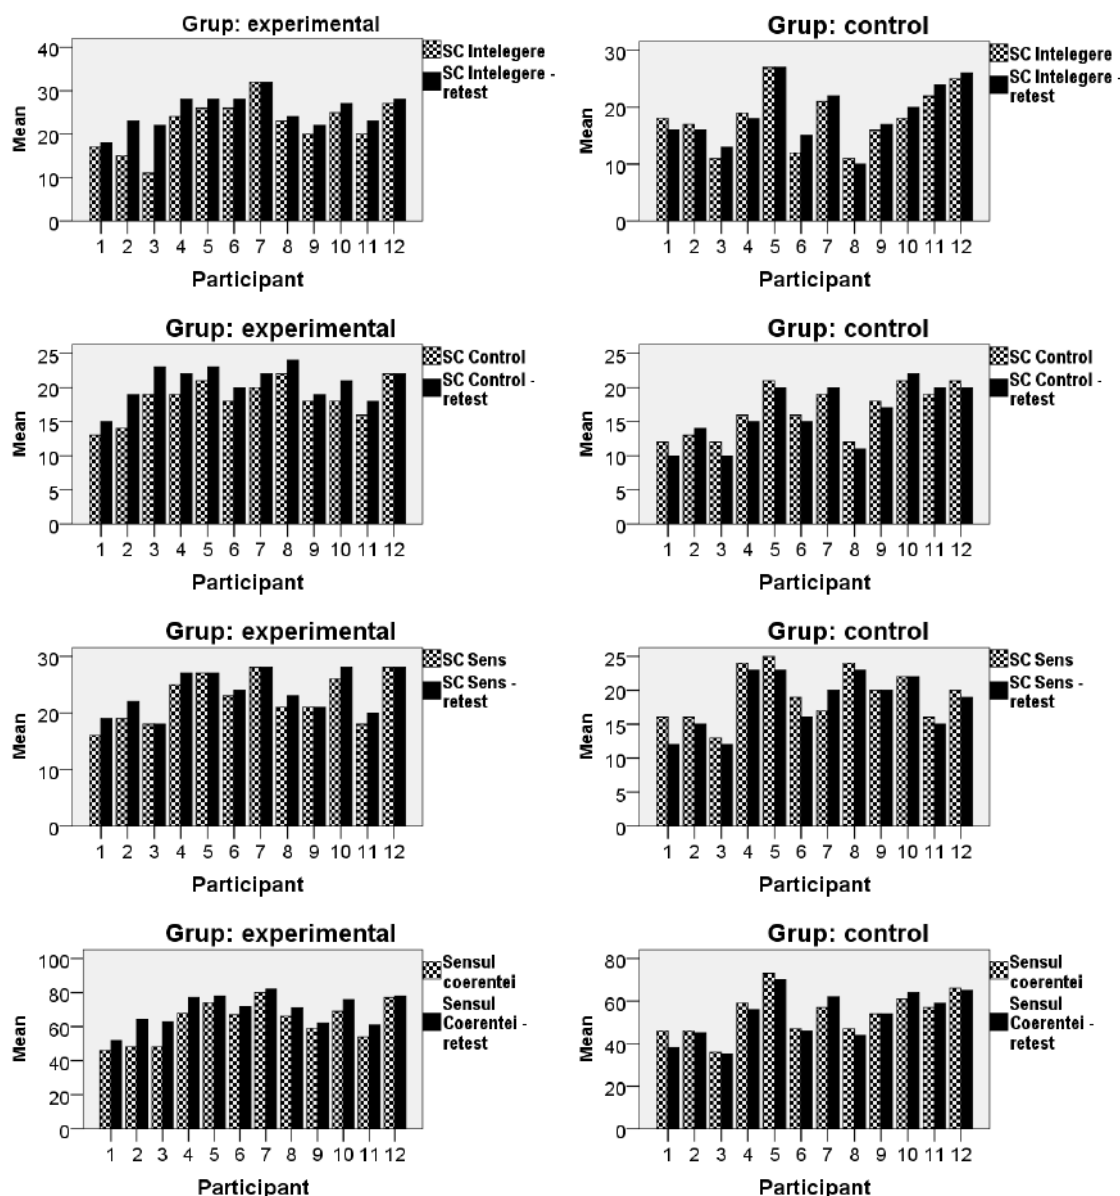 Grup: experimental
SC Intelegere
SC Intelegere -
retest
40
30
20
10
0
Mean
1 2 3 4 5 6 7 8 9 10 11 12
Participant
Grup: control
SC Intelegere
SC Intelegere -
retest
30
20
10
0
Mean
1 2 3 4 5 6 7 8 9 10 11 12
Participant
Grup: experimental
SC Control
SC Control -
retest
25
20
15
10
5
0
Mean
1 2 3 4 5 6 7 8 9 10 11 12
Participant
Grup: control
SC Control
SC Control -
retest
25
20
15
10
5
0
Mean
1 2 3 4 5 6 7 8 9 10 11 12
Participant
Grup: experimental
SC Sens
SC Sens -
retest
30
20
10
0
Mean
1 2 3 4 5 6 7 8 9 10 11 12
Participant
Grup: control
SC Sens
SC Sens -
retest
25
20
15
10
5
0
Mean
1 2 3 4 5 6 7 8 9 10 11 12
Participant
Grup: experimental
Sensul
coerentei
Sensul
Coerentei -
retest
100
80
60
40
20
0
Mean
1 2 3 4 5 6 7 8 9 10 11 12
Participant
Grup: control
Sensul
coerentei
Sensul
Coerentei -
retest
80
60
40
20
0
Mean
1 2 3 4 5 6 7 8 9 10 11 12
Participant